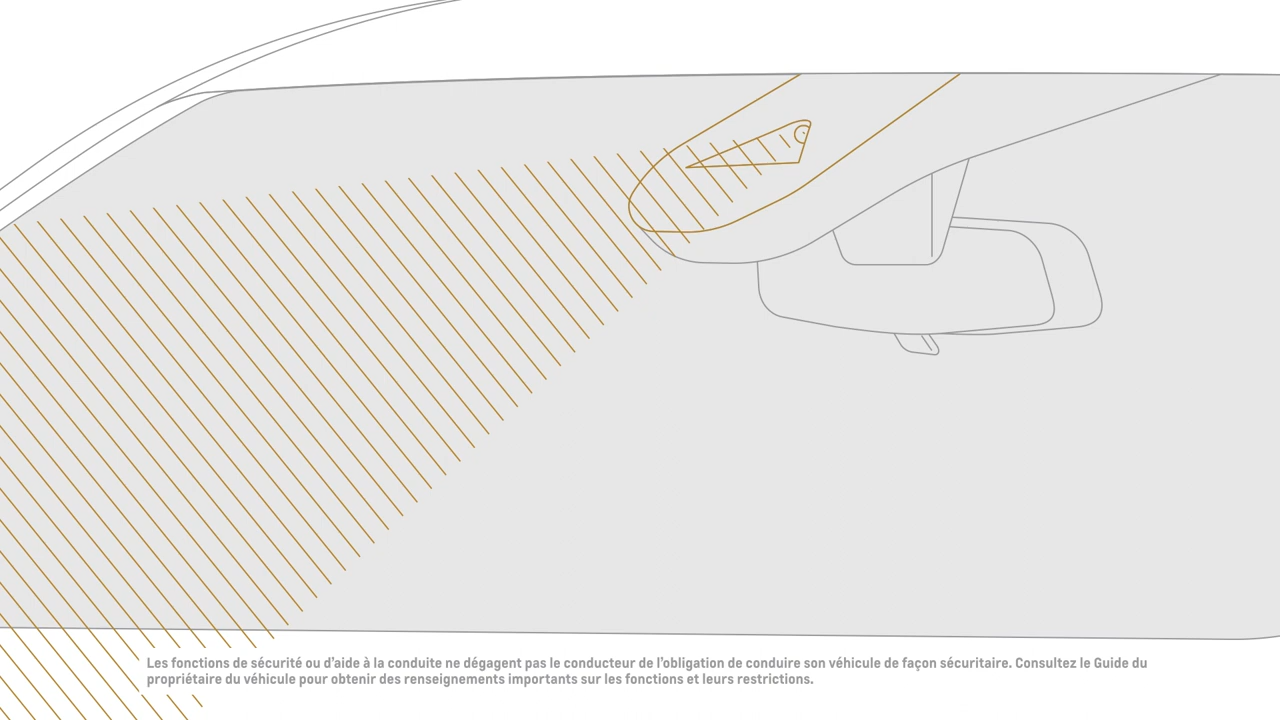 Les fonctions de sécurité ou d'aide à la conduite ne dégagent pas le conducteur de l'obligation de conduire son véhicule de façon sécuritaire. Consultez le Guide du
propriétaire du véhicule pour obtenir des renseignements importants sur les fonctions et leurs restrictions.